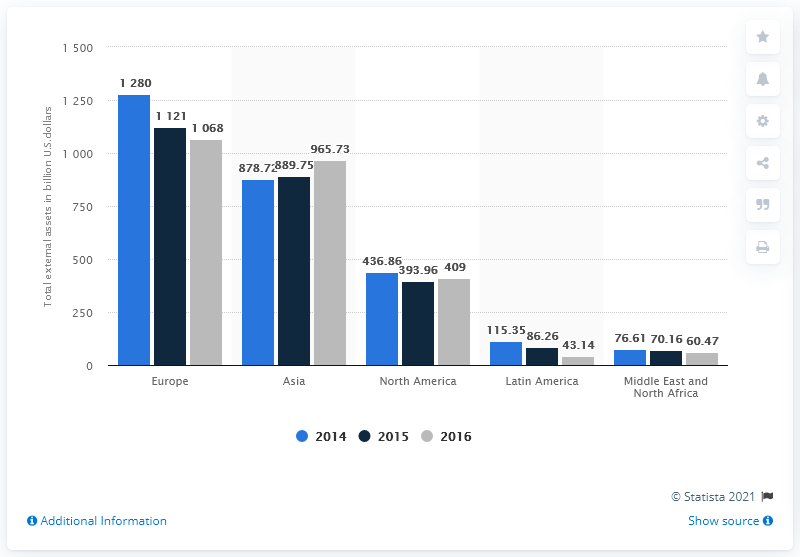 1 500
1 250
1 000
750
500
250
0
Total external assets in billion U.S.dollars
1 280
1 121
1 068
878.72
889.75
965.73
436.86
393.96
409
115.35
86.26
43.14
76.61
70.16
60.47
Europe
Asia
North America
Latin America
Middle East and
North Africa
2014
2015
2016
© Statista 2021
Additional Information
Show source